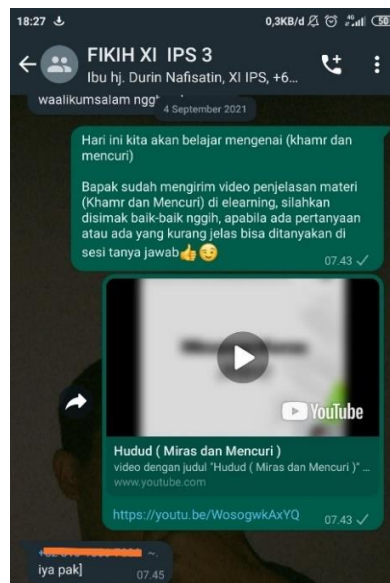 18:27
0,3KB/d
4G
50
FIKIH XI IPS 3
Ibu hj. Durin Nafisatin, XI IPS, +6...
waalikumsalam
4 September 2021
Hari ini kita akan belajar mengenai (khamr dan
mencuri)
Bapak sudah mengirim video penjelasan materi
(Khamr dan Mencuri) di elearning, silahkan
disimak baik-baik nggih, apabila ada pertanyaan
atau ada yang kurang jelas bisa ditanyakan di
sesi tanya jawab👍😉
07.43
YouTube
Hudud ( Miras dan Mencuri )
video dengan judul "Hudud ( Miras dan Mencuri )" ...
www.youtube.com
https://youtu.be/WosogwkAxYQ
07.43
iya pak]
07.45